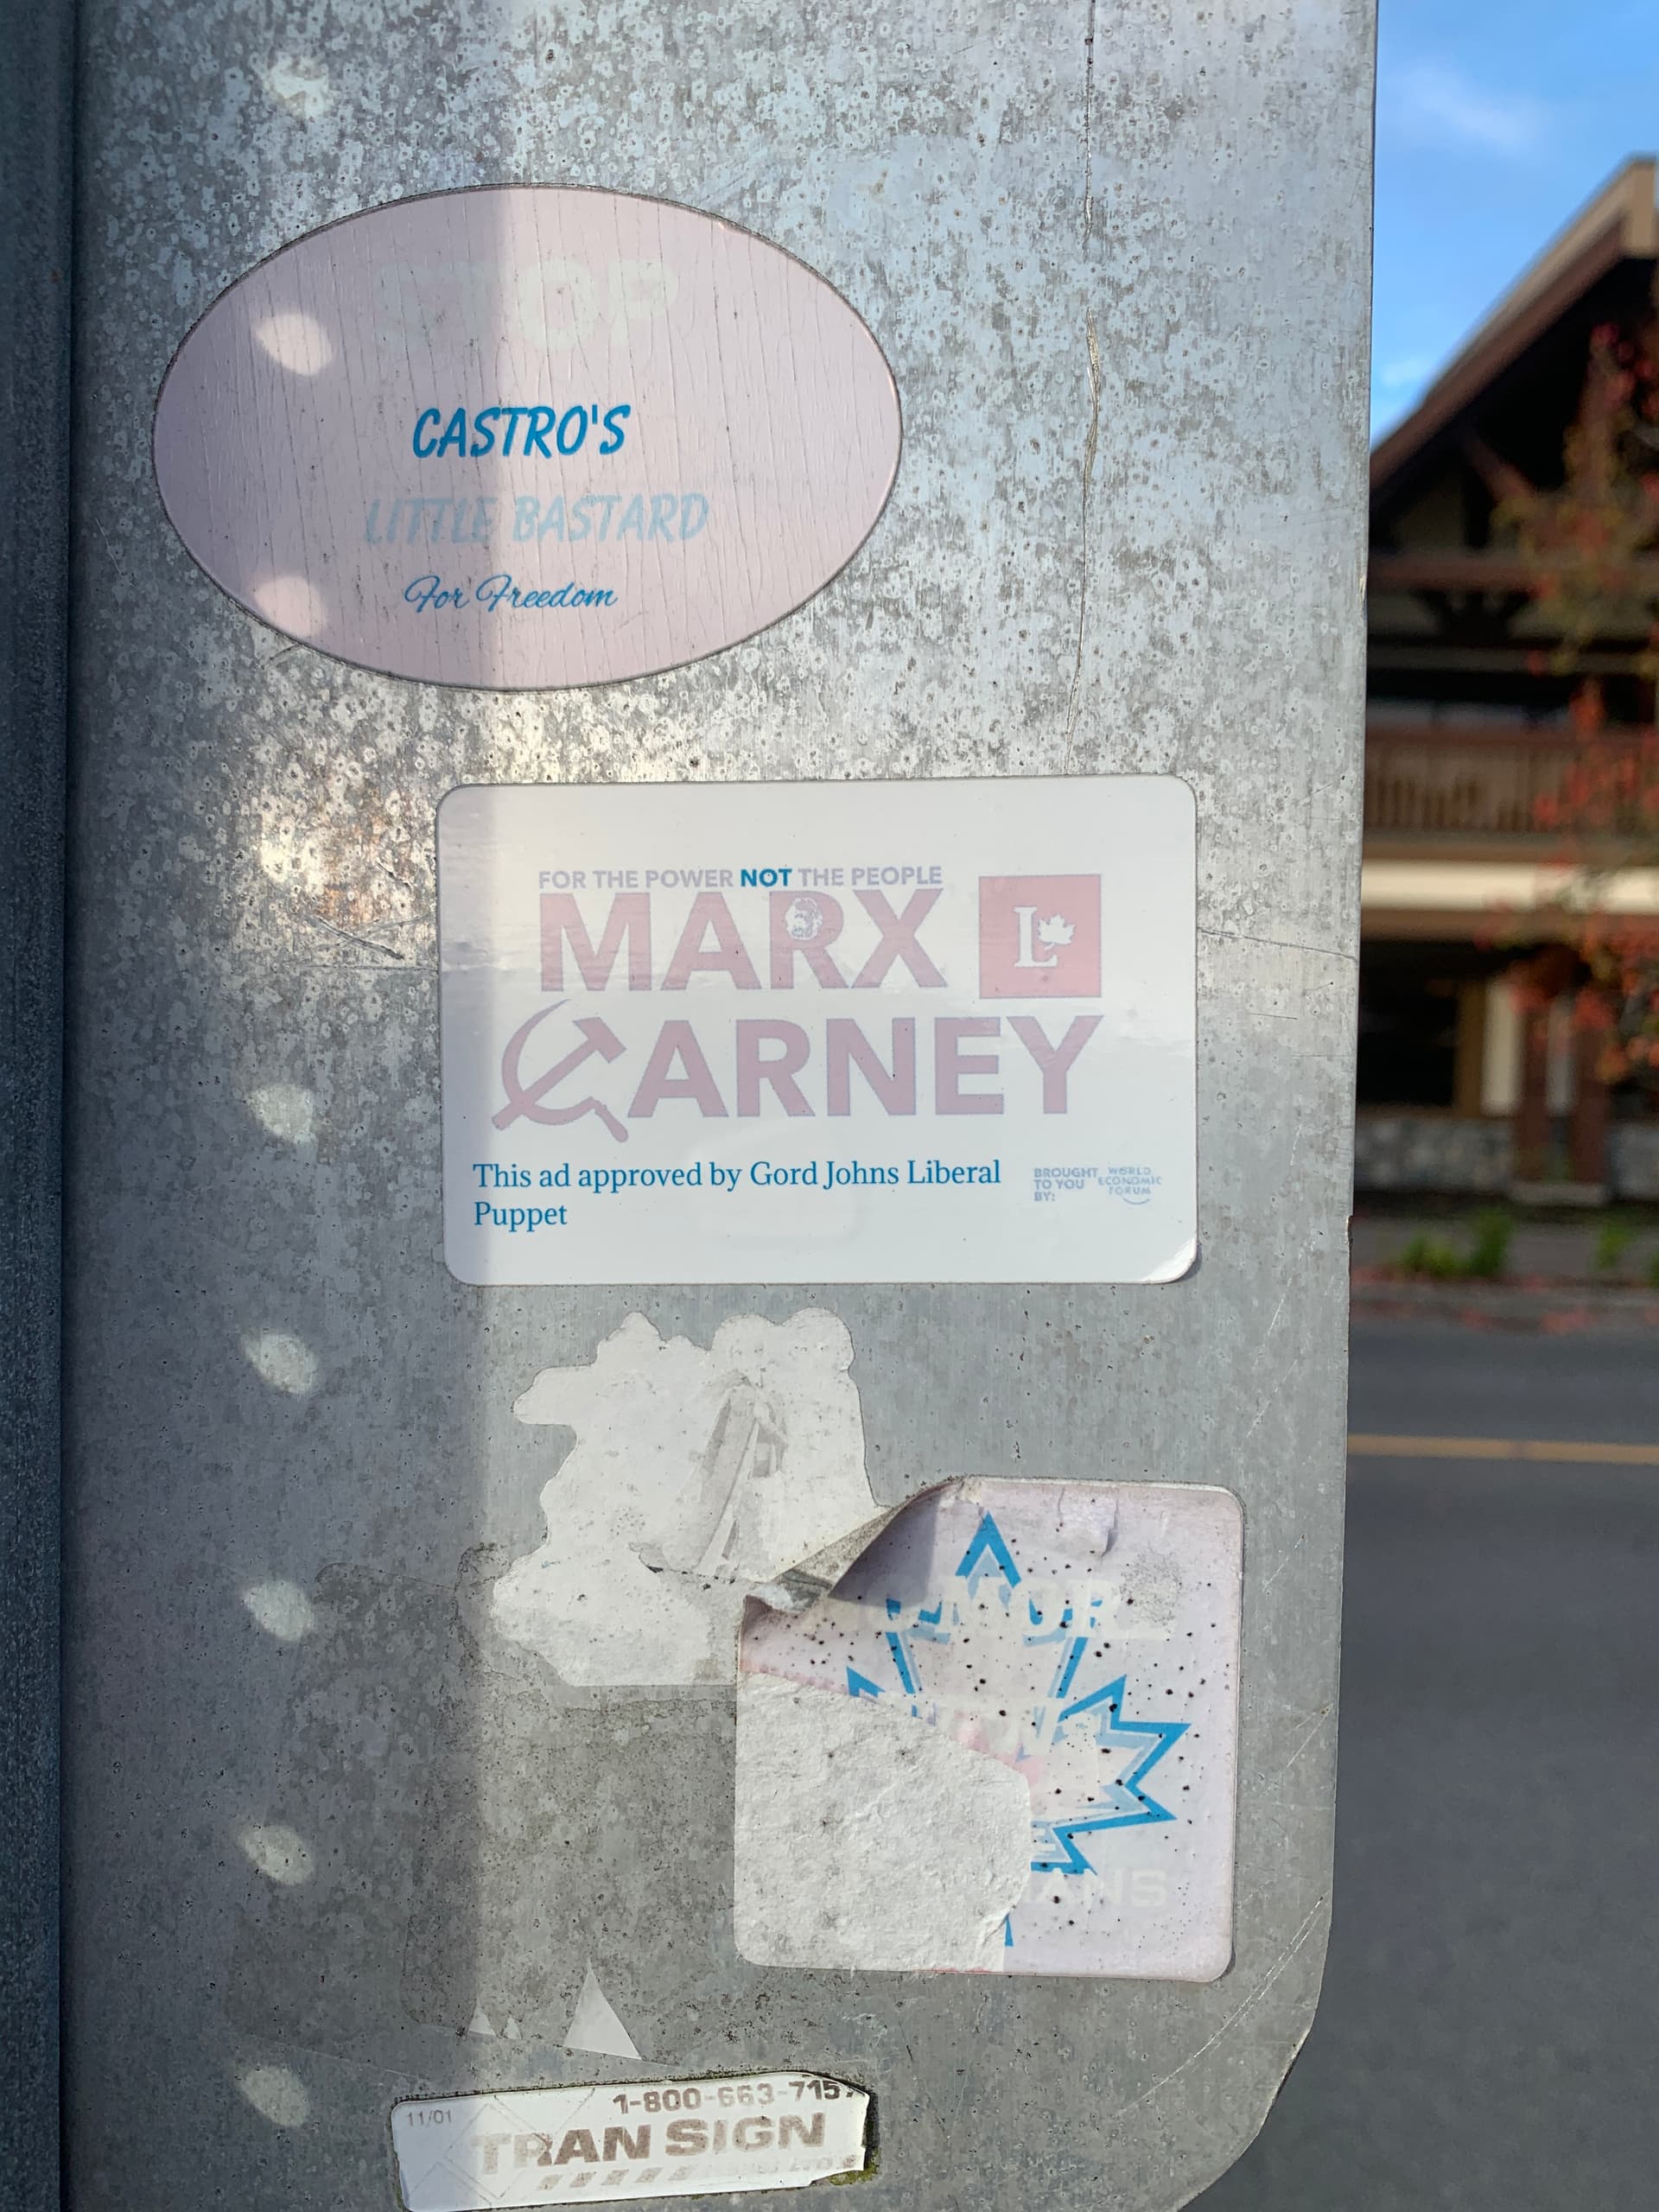 STOP
CASTRO'S
LITTLE BASTARD
For Freedom
FOR THE POWER NOT THE PEOPLE
MARX
L
ARNEY
This ad approved by Gord Johns Liberal
Puppet
BROUGHT
TO YOU
BY:
WORLD
ECONOMIC
FORUM
11/01
1-800-663-715
TRAN SIGN